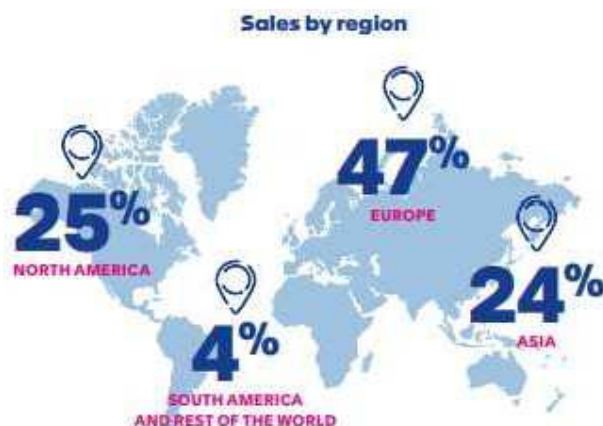 Sales by region
47%
EUROPE
25%
NORTH AMERICA
24%
ASIA
4%
SOUTH AMERICA
AND REST OF THE WORLD